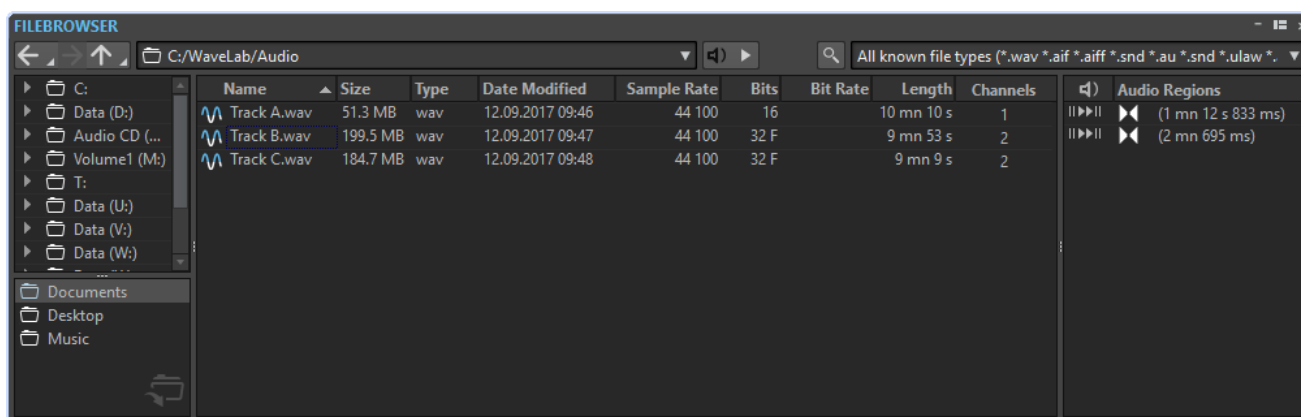 FILEBROWSER
C:/WaveLab/Audio All known file types (*.wav *.aif *.aiff *.snd *.au *.snd *.ulaw *.
C: Name Size Type Date Modified Sample Rate Bits Bit Rate Length Channels Audio Regions
Data (D:) Track A.wav 51.3 MB wav 12.09.2017 09:46 44 100 16 10 mn 10 s 1 (1 mn 12 s 833 ms)
Audio CD (... Track B.wav 199.5 MB wav 12.09.2017 09:47 44 100 32 F 9 mn 53 s 2 (2 mn 695 ms)
Volume1 (M:) Track C.wav 184.7 MB wav 12.09.2017 09:48 44 100 32 F 9 mn 9 s 2
T:
Data (U:)
Data (V:)
Data (W:)
Documents
Desktop
Music